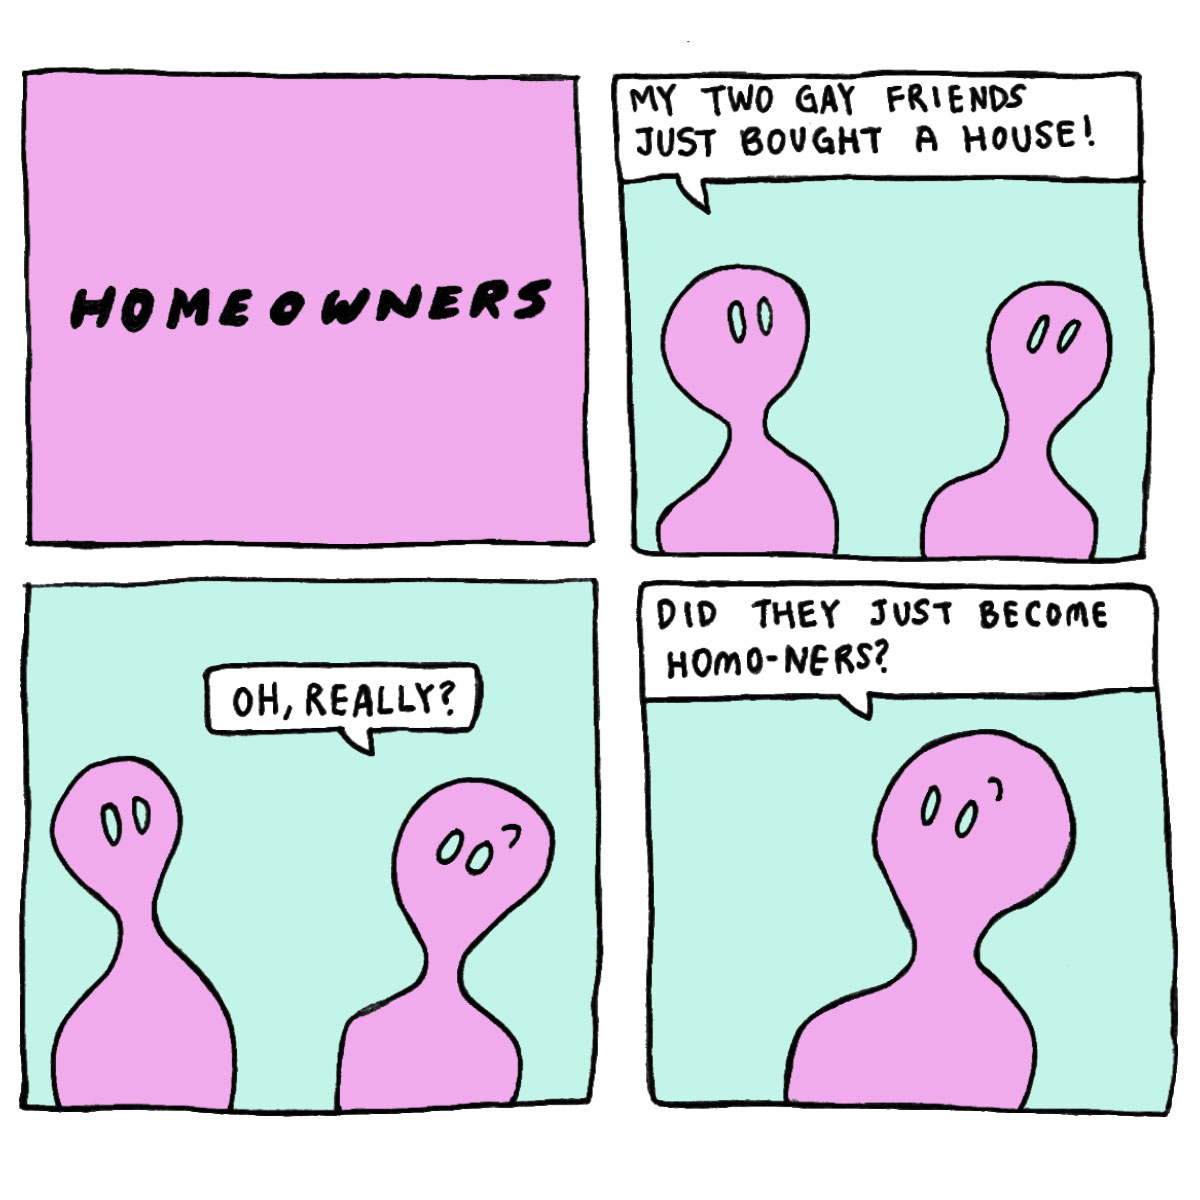 HOMEOWNERS
MY TWO GAY FRIENDS
JUST BOUGHT A HOUSE!
OH, REALLY?
DID THEY JUST BECOME
HOMO-NERS?